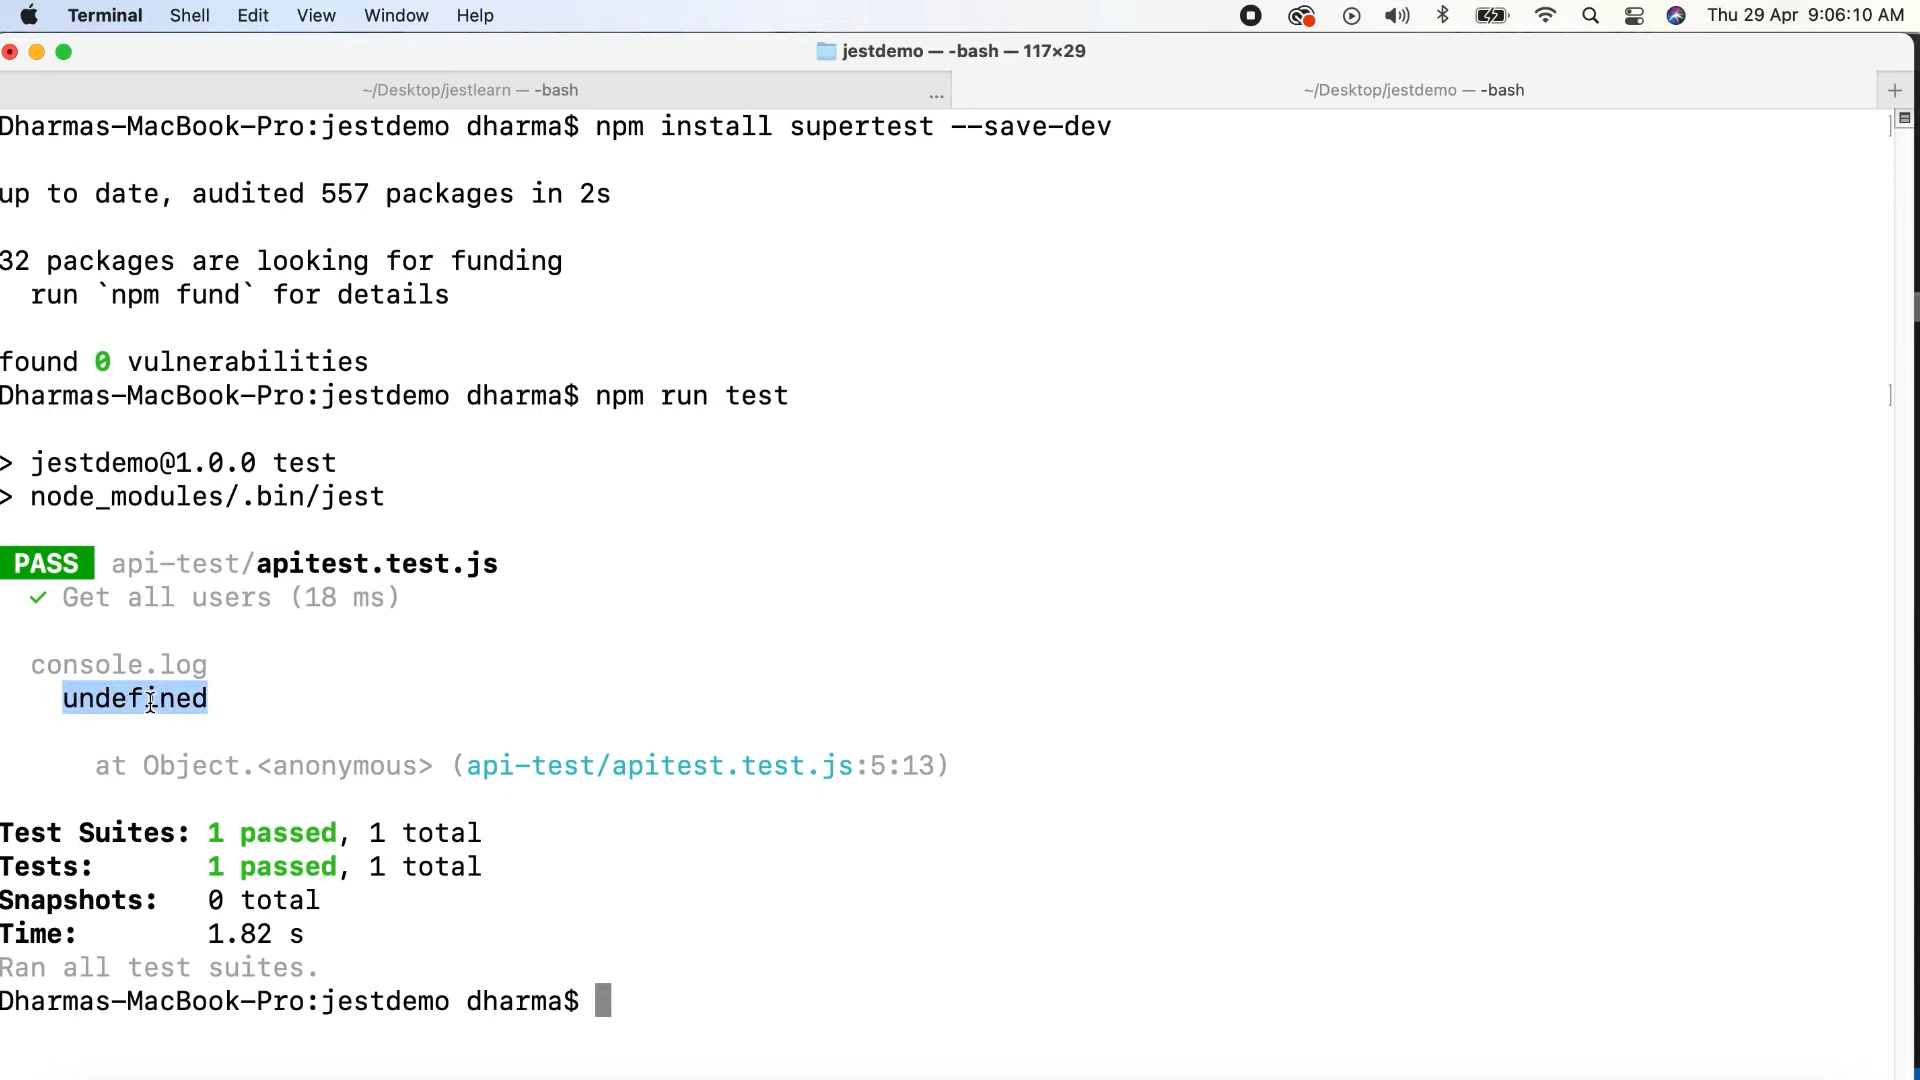 Terminal Shell Edit View Window Help Thu 29 Apr 9:06:10 AM
jestdemo — -bash — 117×29
~/Desktop/jestlearn — -bash ... ~/Desktop/jestdemo — -bash +
Dharmas-MacBook-Pro:jestdemo dharma$ npm install supertest --save-dev ]
up to date, audited 557 packages in 2s
32 packages are looking for funding
run `npm fund` for details
found 0 vulnerabilities
Dharmas-MacBook-Pro:jestdemo dharma$ npm run test ]
> jestdemo@1.0.0 test
> node_modules/.bin/jest
PASS api-test/apitest.test.js
✓ Get all users (18 ms)
console.log
undefined
at Object.<anonymous> (api-test/apitest.test.js:5:13)
Test Suites: 1 passed, 1 total
Tests: 1 passed, 1 total
Snapshots: 0 total
Time: 1.82 s
Ran all test suites.
Dharmas-MacBook-Pro:jestdemo dharma$